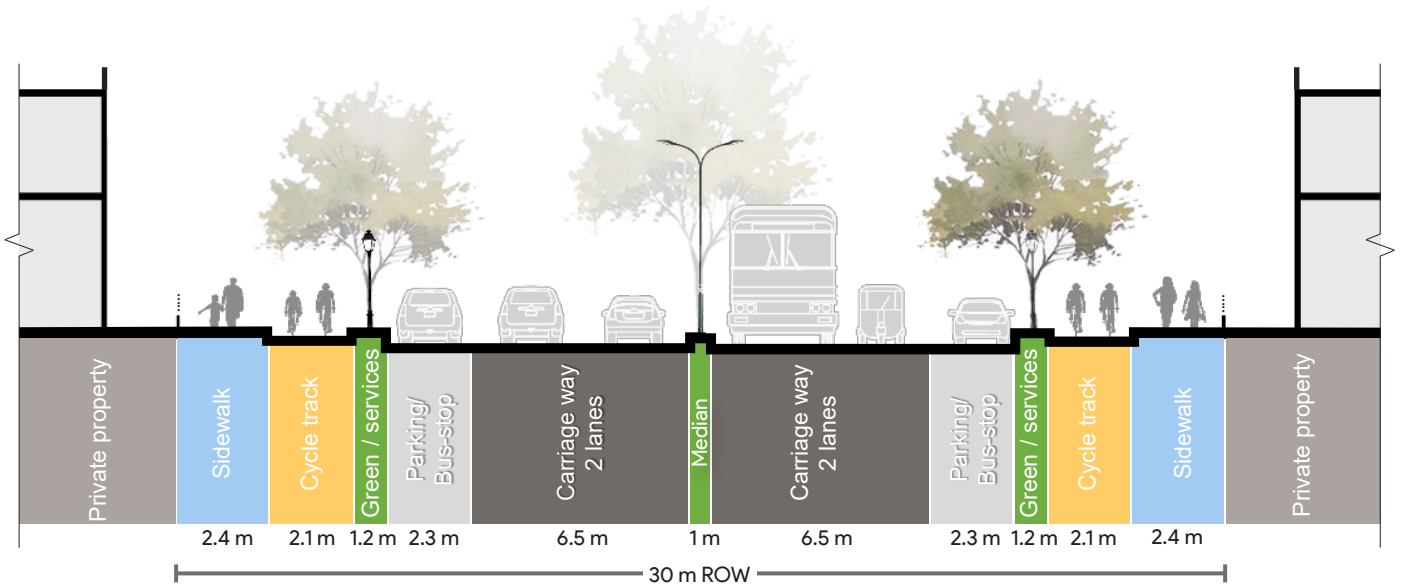 Private property
Sidewalk
Cycle track
Green / services
Parking/
Bus-stop
Carriage way
2 lanes
Median
Carriage way
2 lanes
Parking/
Bus-stop
Green / services
Cycle track
Sidewalk
Private property
2.4 m 2.1 m 1.2 m 2.3 m 6.5 m 1 m 6.5 m 2.3 m 1.2 m 2.1 m 2.4 m
30 m ROW